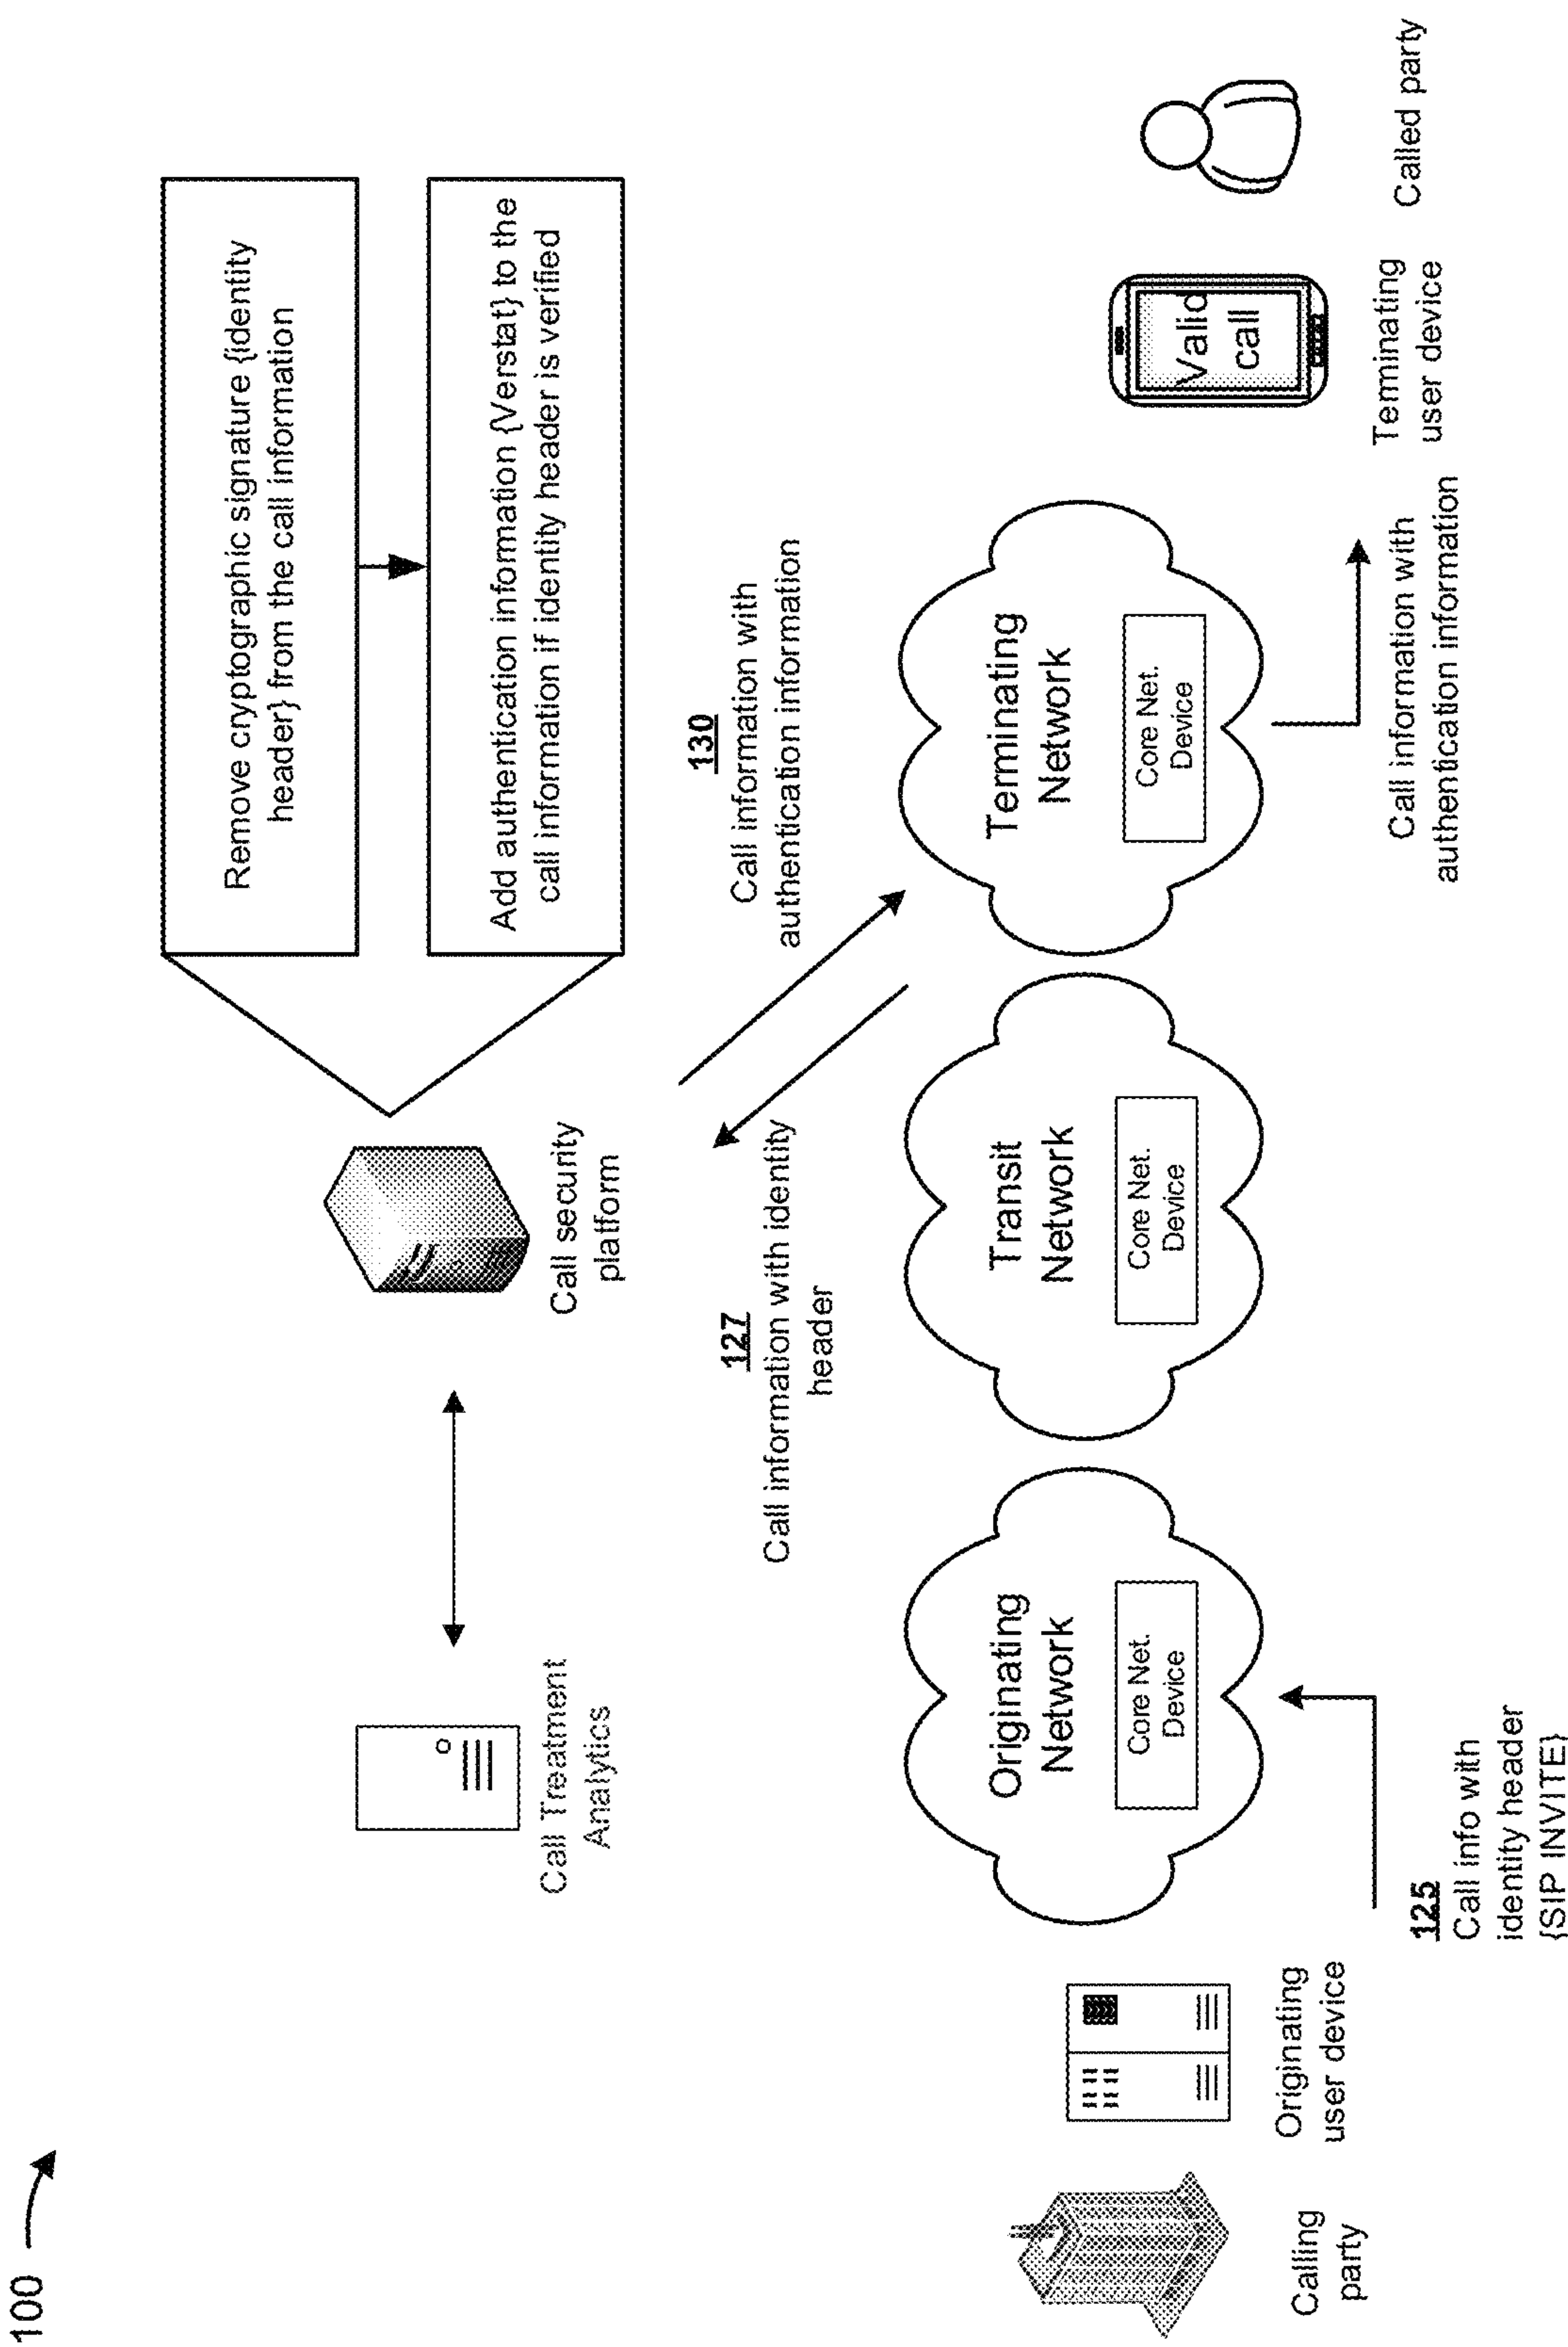 100
Remove cryptographic signature {identity
header} from the call information
Add authentication information {Verstat} to the
call information if identity header is verified
Call Treatment
Analytics
Call security
platform
127
Call information with identity
header
130
Call information with
authentication information
Originating
Network
Core Net.
Device
Transit
Network
Core Net.
Device
Terminating
Network
Core Net.
Device
Valid
call
Calling
party
Originating
user device
125
Call info with
identity header
{SIP INVITE}
Call information with
authentication information
Terminating
user device
Called party